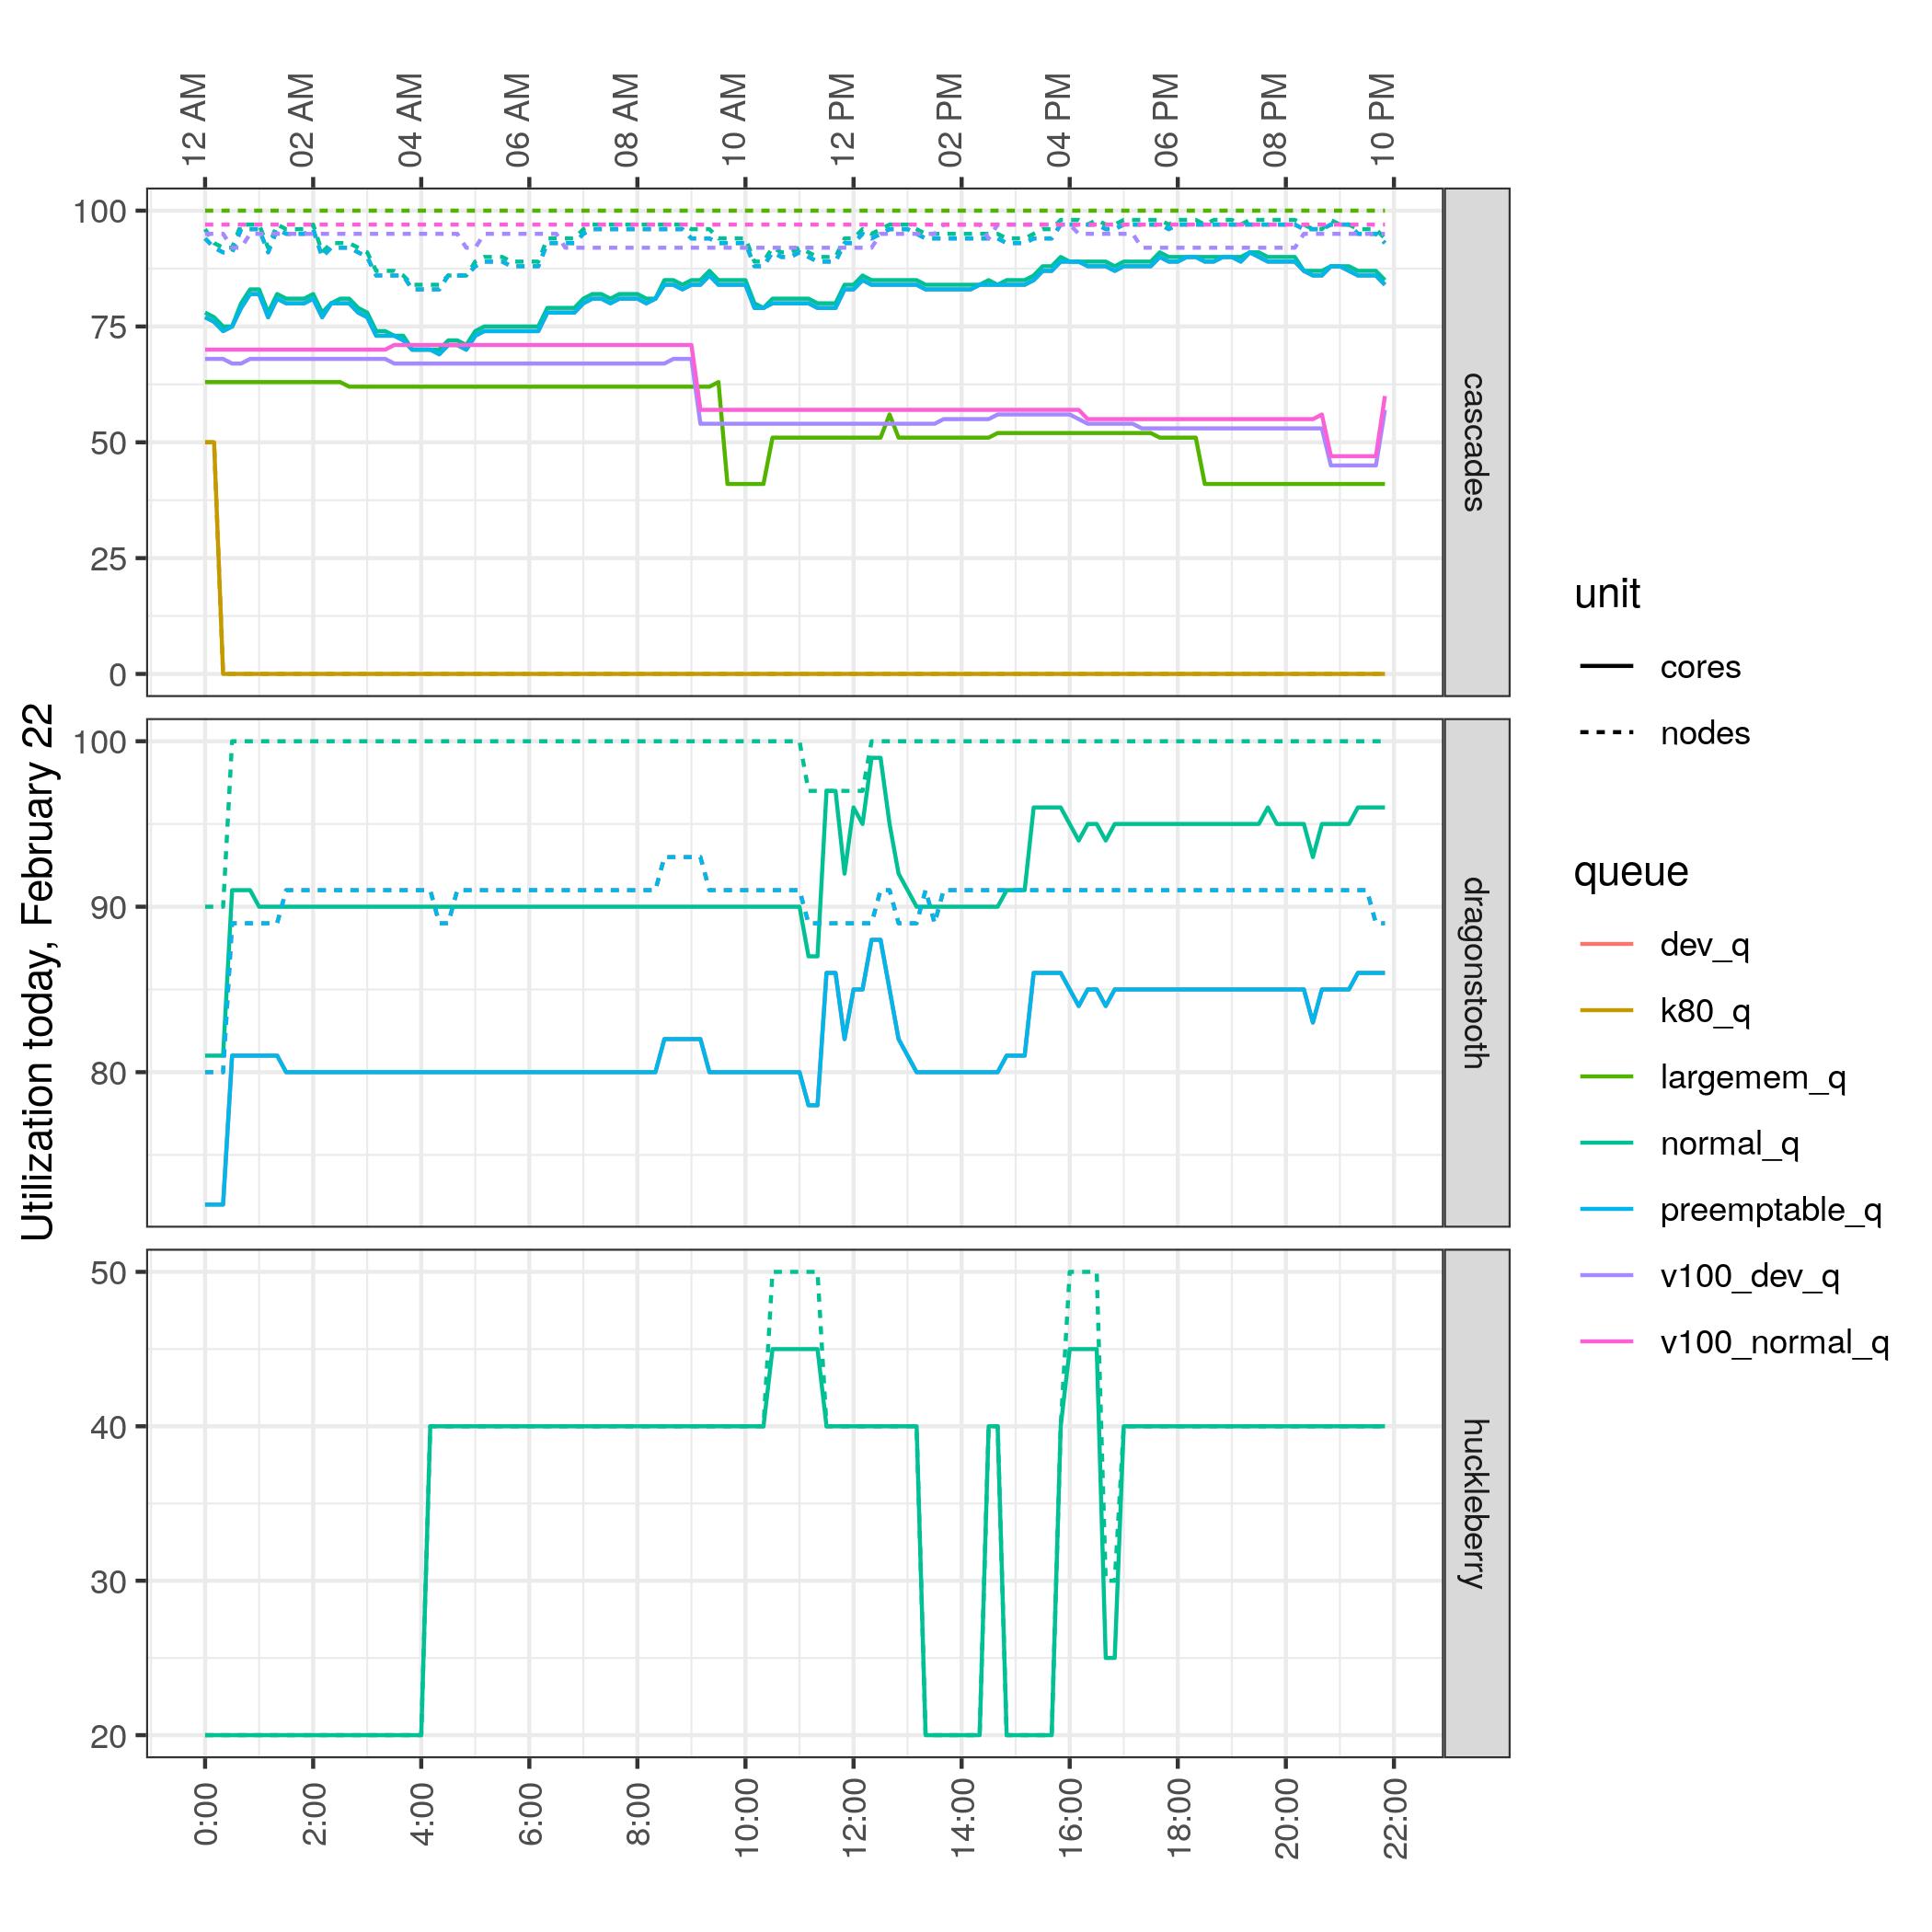 12 AM
02 AM
04 AM
06 AM
08 AM
10 AM
12 PM
02 PM
04 PM
06 PM
08 PM
10 PM
Utilization today, February 22
100
75
50
25
0
cascades
100
90
80
dragonstooth
50
40
30
20
huckleberry
0:00
2:00
4:00
6:00
8:00
10:00
12:00
14:00
16:00
18:00
20:00
22:00
unit
cores
nodes
queue
dev_q
k80_q
largemem_q
normal_q
preemptable_q
v100_dev_q
v100_normal_q